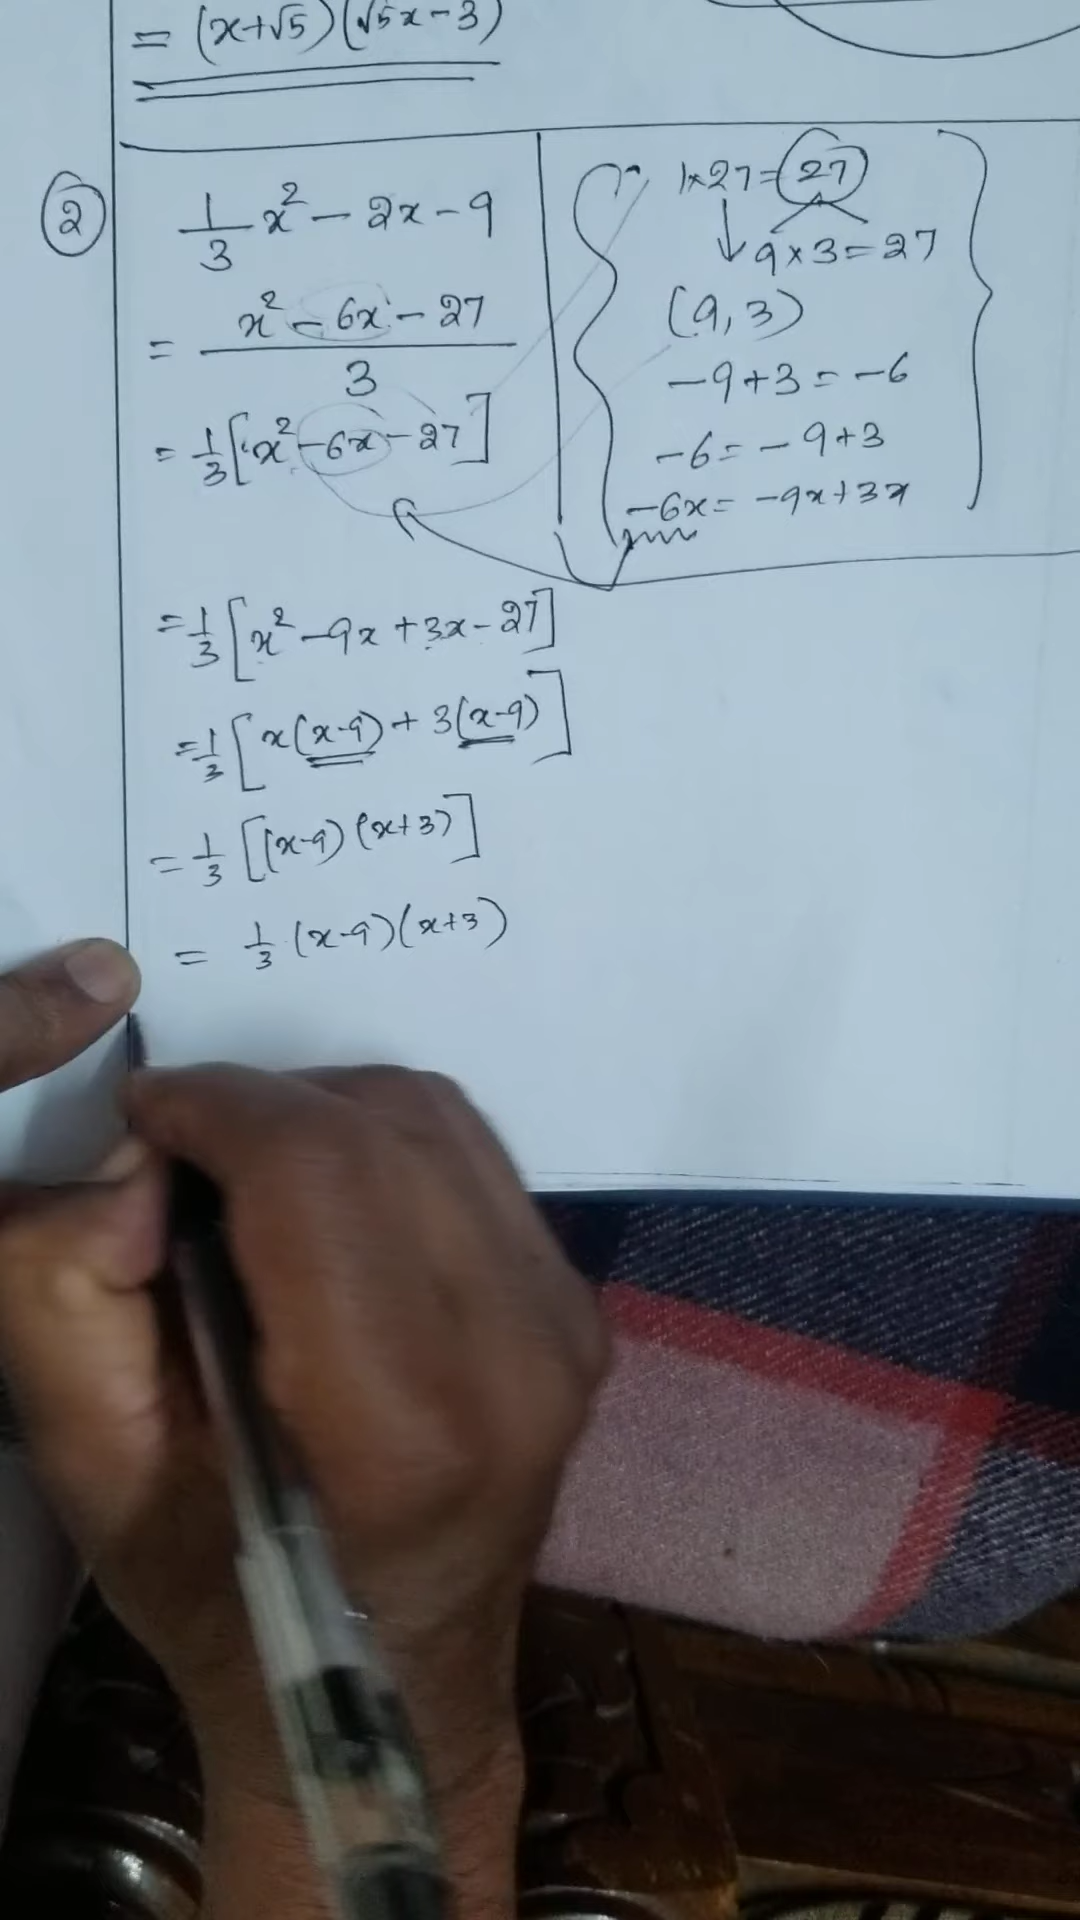 = (x+√5)(√5x-3)
②
1/3 x² - 2x - 9
= x² - 6x - 27 / 3
= 1/3 [x² - 6x - 27]
1×27 = 27
9×3 = 27
(9, 3)
-9+3 = -6
-6 = -9+3
-6x = -9x+3x
= 1/3 [x² - 9x + 3x - 27]
= 1/3 [x(x-9) + 3(x-9)]
= 1/3 [(x-9)(x+3)]
= 1/3 (x-9)(x+3)